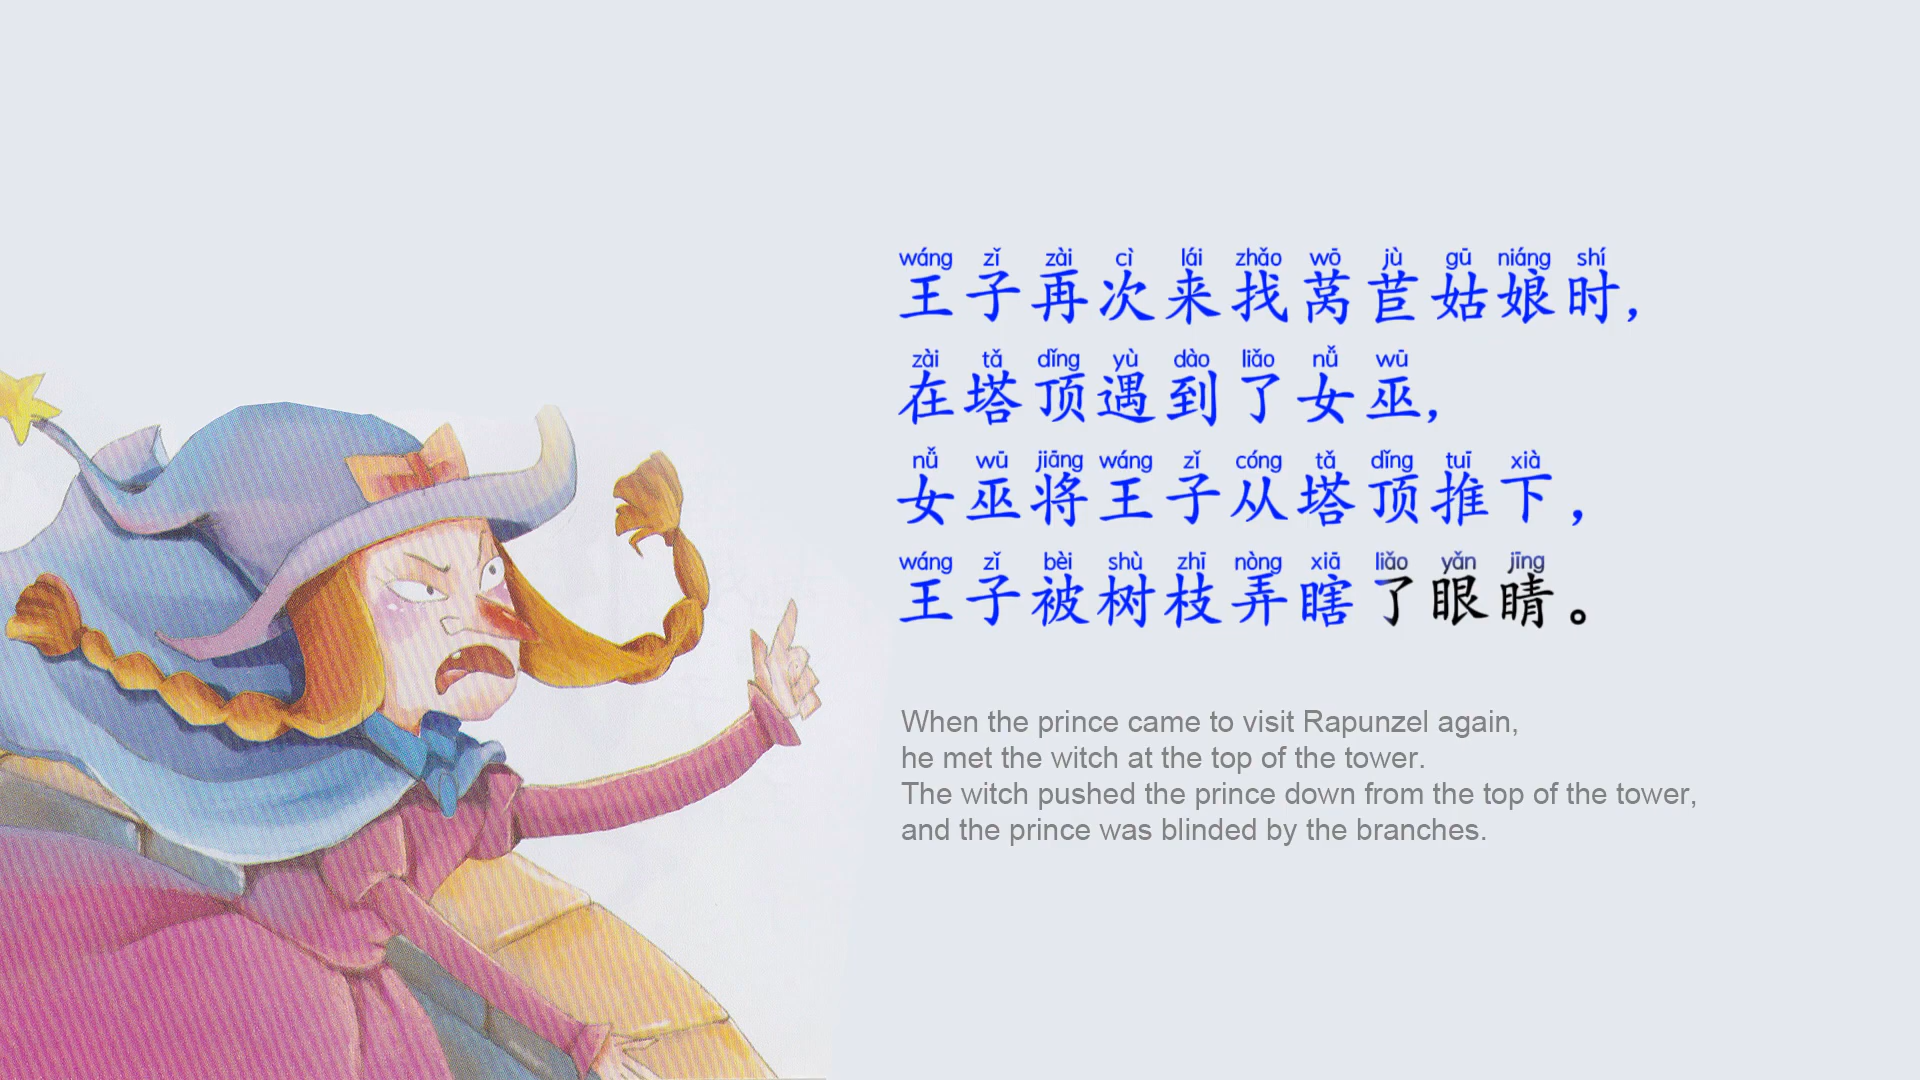 wáng zǐ zài cì lái zhǎo wō jù gū niáng shí
王子再次来找莴苣姑娘时，
zài tǎ dǐng yù dào liǎo nǚ wū
在塔顶遇到了女巫，
nǚ wū jiāng wáng zǐ cóng tǎ dǐng tuī xià
女巫将王子从塔顶推下，
wáng zǐ bèi shù zhī nòng xiā liǎo yǎn jīng
王子被树枝弄瞎了眼睛。
When the prince came to visit Rapunzel again,
he met the witch at the top of the tower.
The witch pushed the prince down from the top of the tower,
and the prince was blinded by the branches.